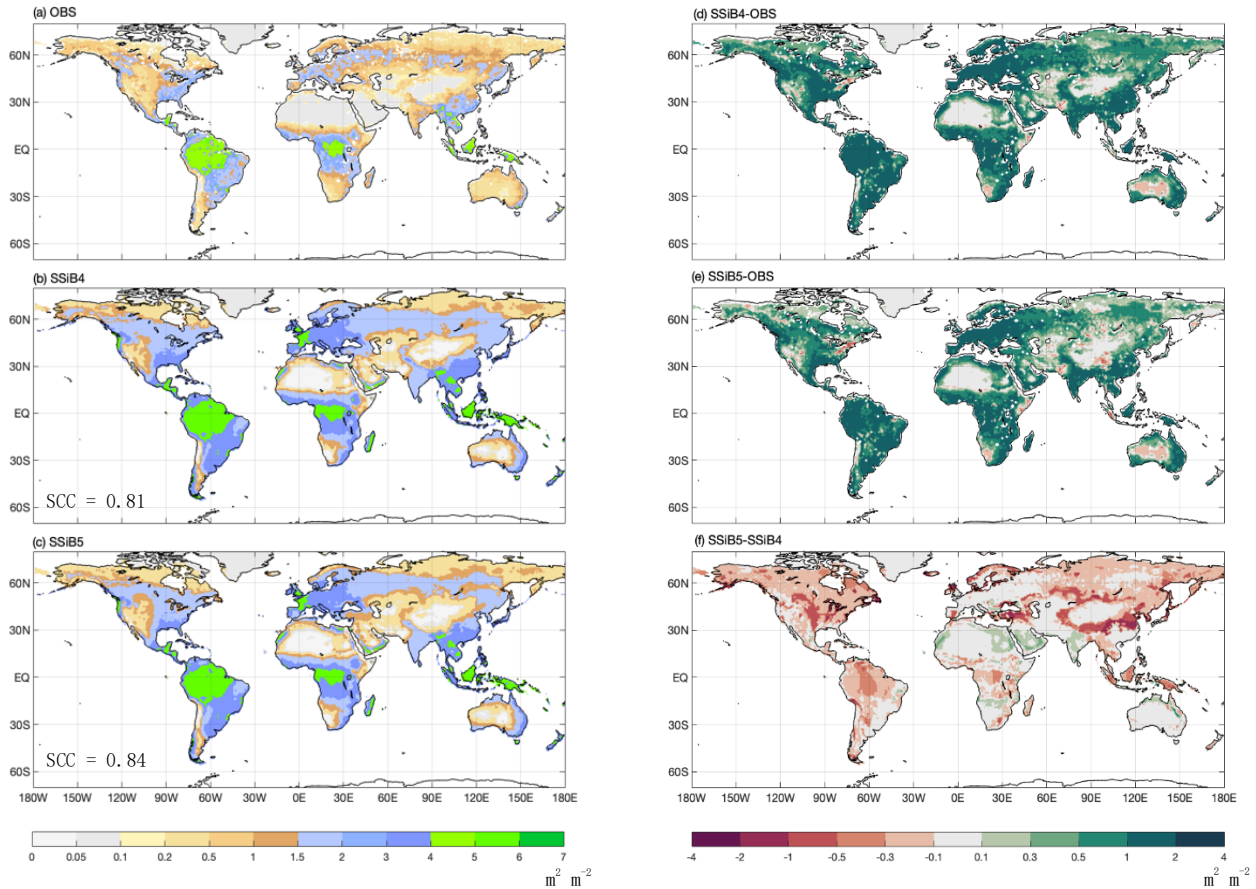 (a) OBS
60N
30N
EQ
30S
60S
(b) SSiB4
60N
30N
EQ
30S
60S
SCC = 0.81
(c) SSiB5
60N
30N
EQ
30S
60S
SCC = 0.84
180W 150W 120W 90W 60W 30W 0E 30E 60E 90E 120E 150E 180E
0 0.05 0.1 0.2 0.5 1 1.5 2 3 4 5 6 7
m² m⁻²
(d) SSiB4-OBS
60N
30N
EQ
30S
60S
(e) SSiB5-OBS
60N
30N
EQ
30S
60S
(f) SSiB5-SSiB4
60N
30N
EQ
30S
60S
180W 150W 120W 90W 60W 30W 0E 30E 60E 90E 120E 150E 180E
-4 -2 -1 -0.5 -0.3 -0.1 0.1 0.3 0.5 1 2 4
m² m⁻²